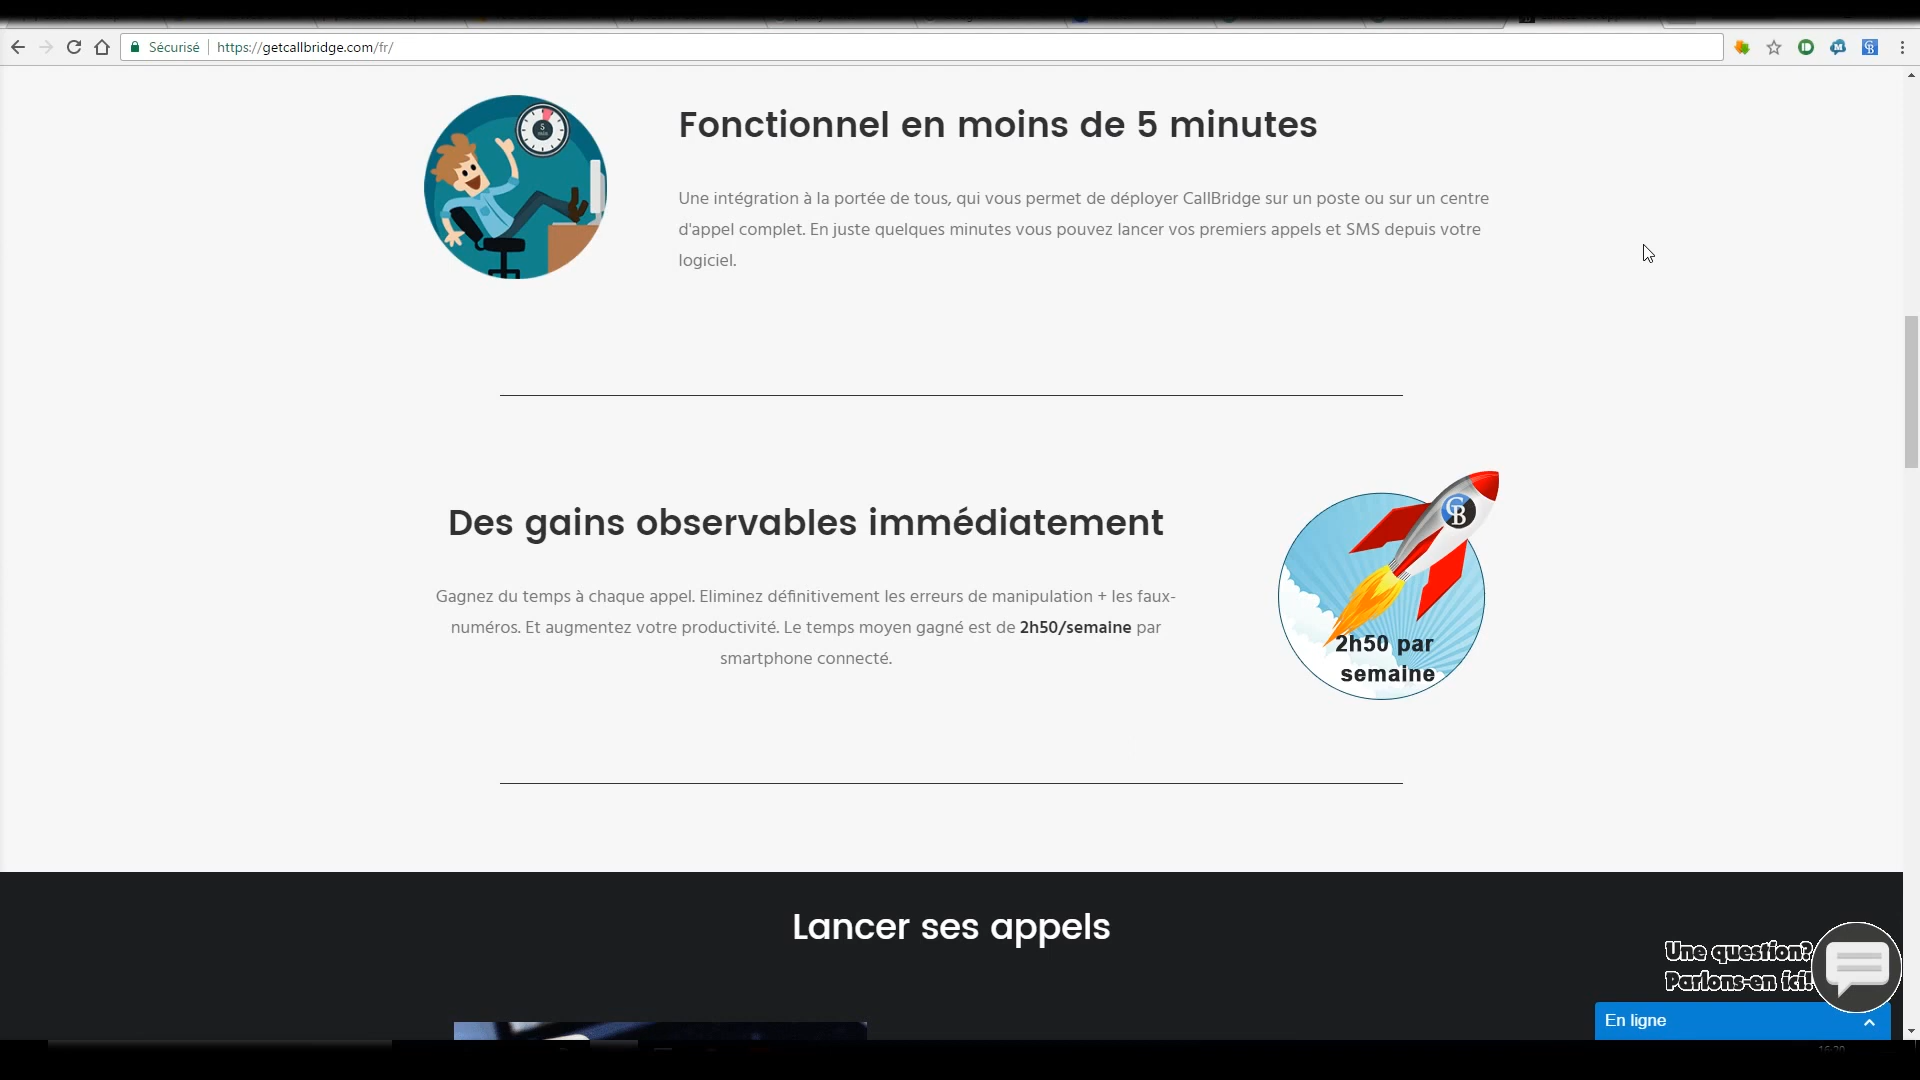 Sécurisé https://getcallbridge.com/fr/
Fonctionnel en moins de 5 minutes
Une intégration à la portée de tous, qui vous permet de déployer CallBridge sur un poste ou sur un centre
d'appel complet. En juste quelques minutes vous pouvez lancer vos premiers appels et SMS depuis votre
logiciel.
Des gains observables immédiatement
Gagnez du temps à chaque appel. Eliminez définitivement les erreurs de manipulation + les faux-
numéros. Et augmentez votre productivité. Le temps moyen gagné est de 2h50/semaine par
smartphone connecté.
2h50 par
semaine
Lancer ses appels
Une question?
Parlons-en ici!
En ligne